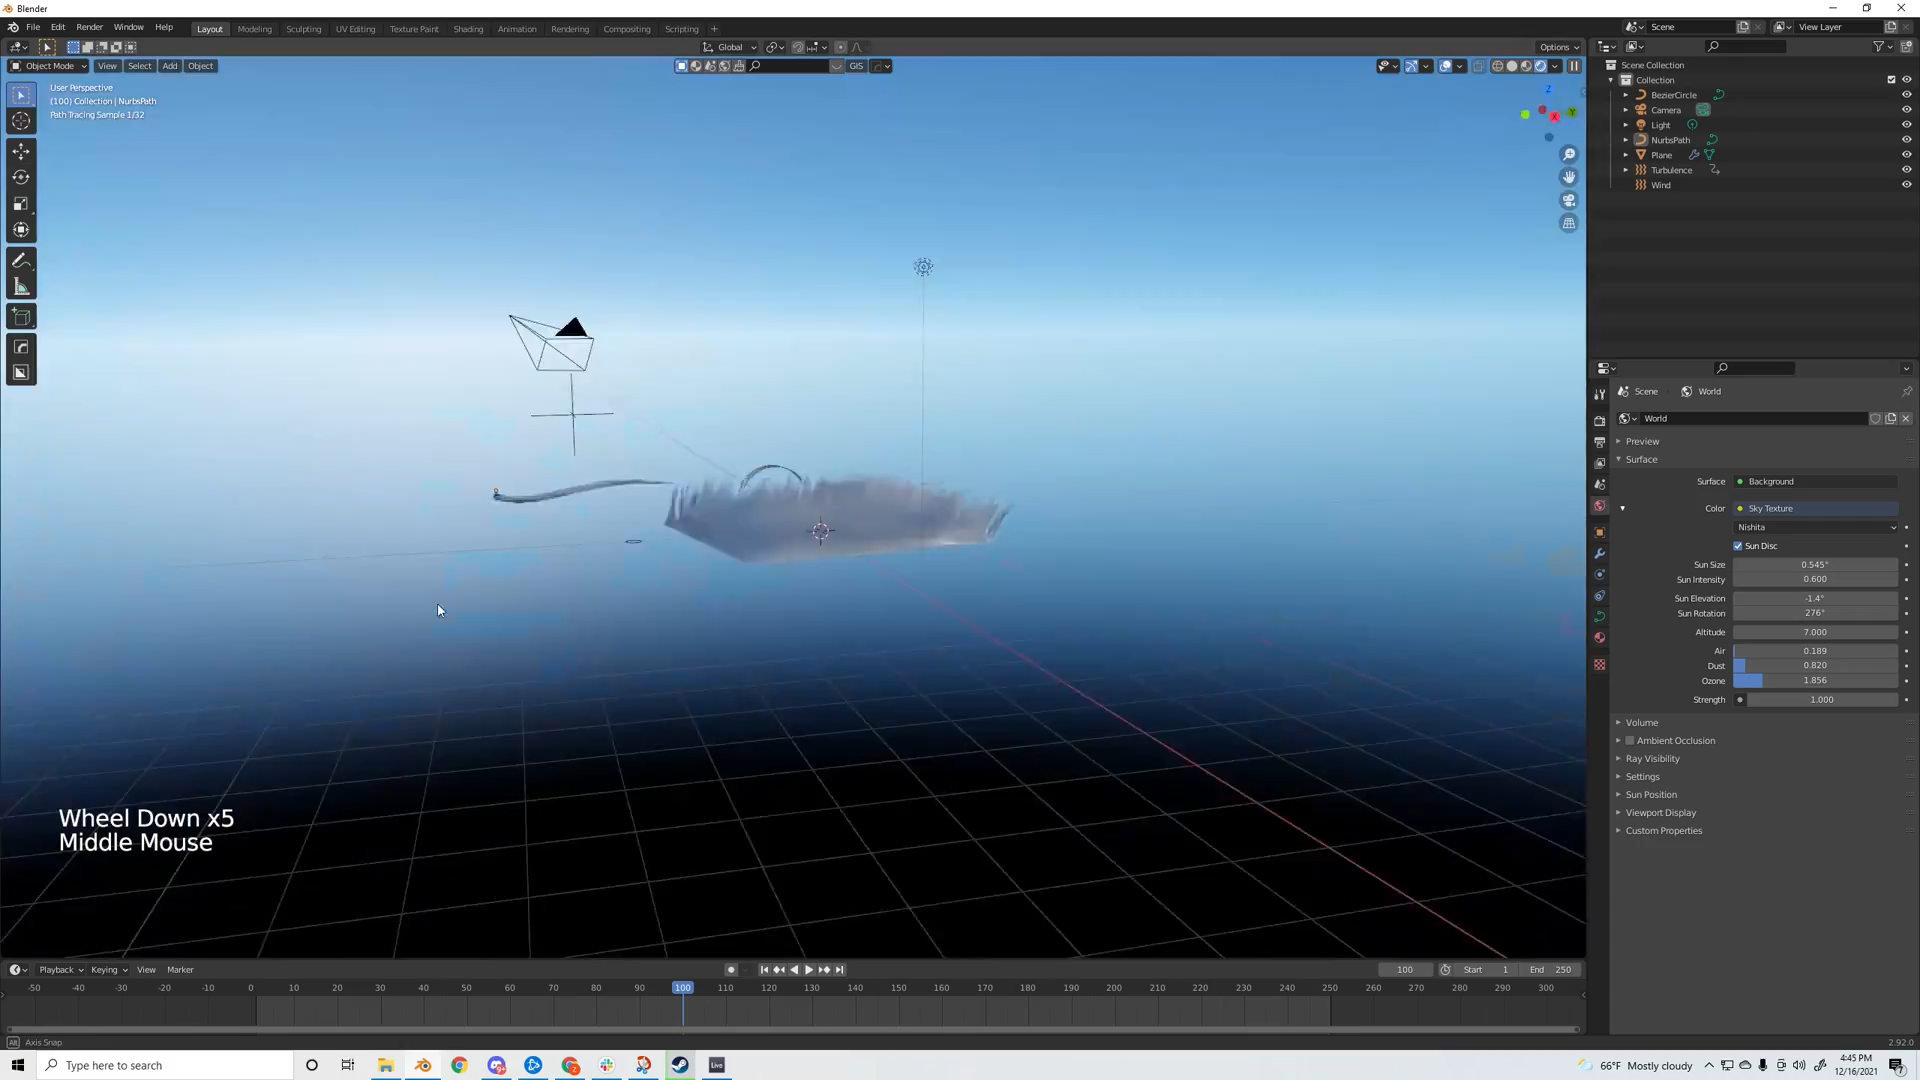 Blender
File Edit Render Window Help
Layout Modeling Sculpting UV Editing Texture Paint Shading Animation Rendering Compositing Scripting +
Scene
View Layer
Global
Options
Object Mode View Select Add Object
GIS
User Perspective
(100) Collection | NurbsPath
Path Tracing Sample 1/32
Z
X
Y
Scene Collection
Collection
BezierCircle
Camera
Light
NurbsPath
Plane
Turbulence
Wind
Scene World
World
Preview
Surface
Surface Background
Color Sky Texture
Nishita
Sun Disc
Sun Size 0.545°
Sun Intensity 0.600
Sun Elevation -1.4°
Sun Rotation 276°
Altitude 7.000
Air 0.189
Dust 0.820
Ozone 1.856
Strength 1.000
Volume
Ambient Occlusion
Ray Visibility
Settings
Sun Position
Viewport Display
Custom Properties
Wheel Down x5
Middle Mouse
Playback Keying View Marker
100 Start 1 End 250
-50 -40 -30 -20 -10 0 10 20 30 40 50 60 70 80 90 100 110 120 130 140 150 160 170 180 190 200 210 220 230 240 250 260 270 280 290 300
Alt Axis Snap
2.92.0
Type here to search
Live
66°F Mostly cloudy
4:45 PM
12/16/2021